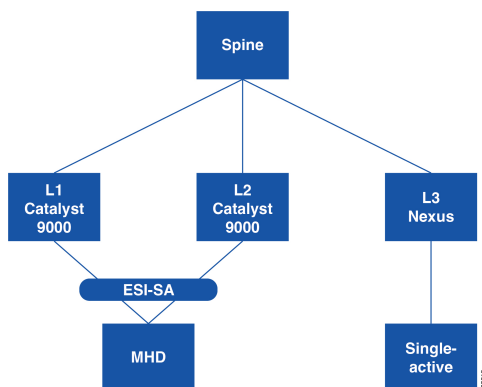 Spine
L1
Catalyst
9000
L2
Catalyst
9000
L3
Nexus
ESI-SA
MHD
Single-
active